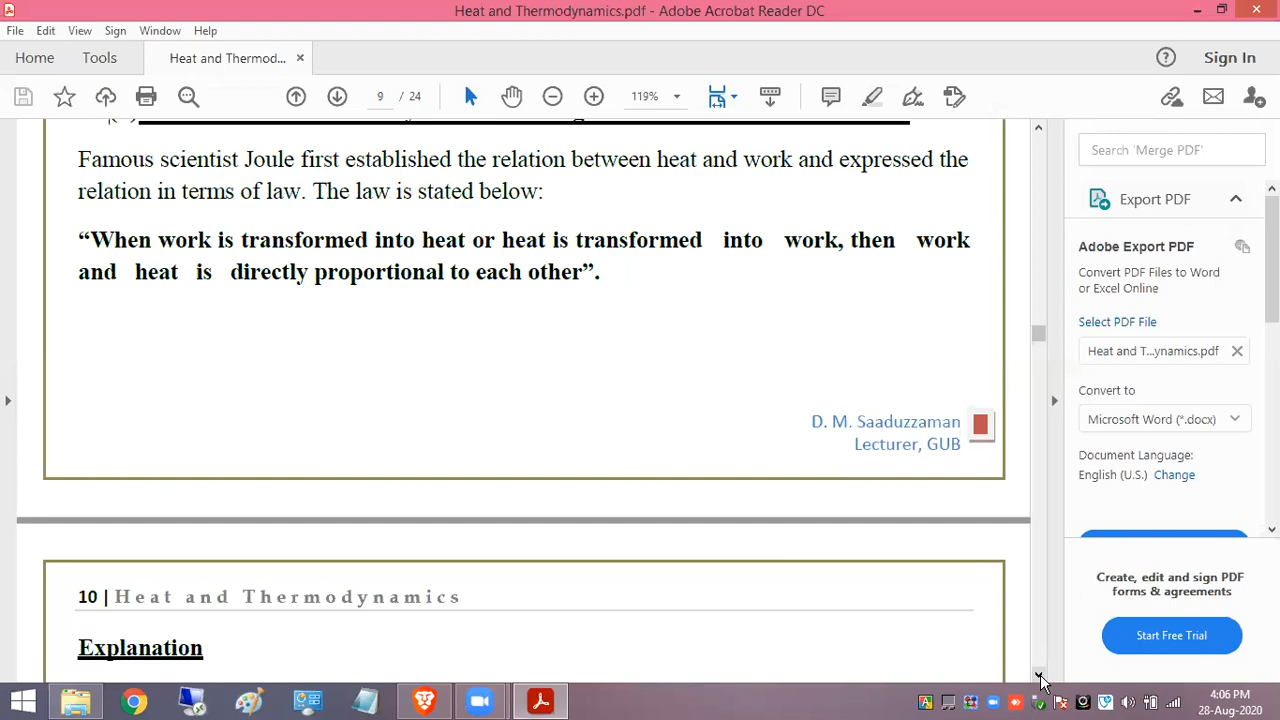 Heat and Thermodynamics.pdf - Adobe Acrobat Reader DC
File Edit View Sign Window Help
Home Tools Heat and Thermod... × Sign In
9 / 24 119%
Famous scientist Joule first established the relation between heat and work and expressed the
relation in terms of law. The law is stated below:
“When work is transformed into heat or heat is transformed into work, then work
and heat is directly proportional to each other”.
D. M. Saaduzzaman
Lecturer, GUB
10 | Heat and Thermodynamics
Explanation
Search 'Merge PDF'
Export PDF
Adobe Export PDF
Convert PDF Files to Word
or Excel Online
Select PDF File
Heat and T...ynamics.pdf
Convert to
Microsoft Word (*.docx)
Document Language:
English (U.S.) Change
Create, edit and sign PDF
forms & agreements
Start Free Trial
4:06 PM
28-Aug-2020